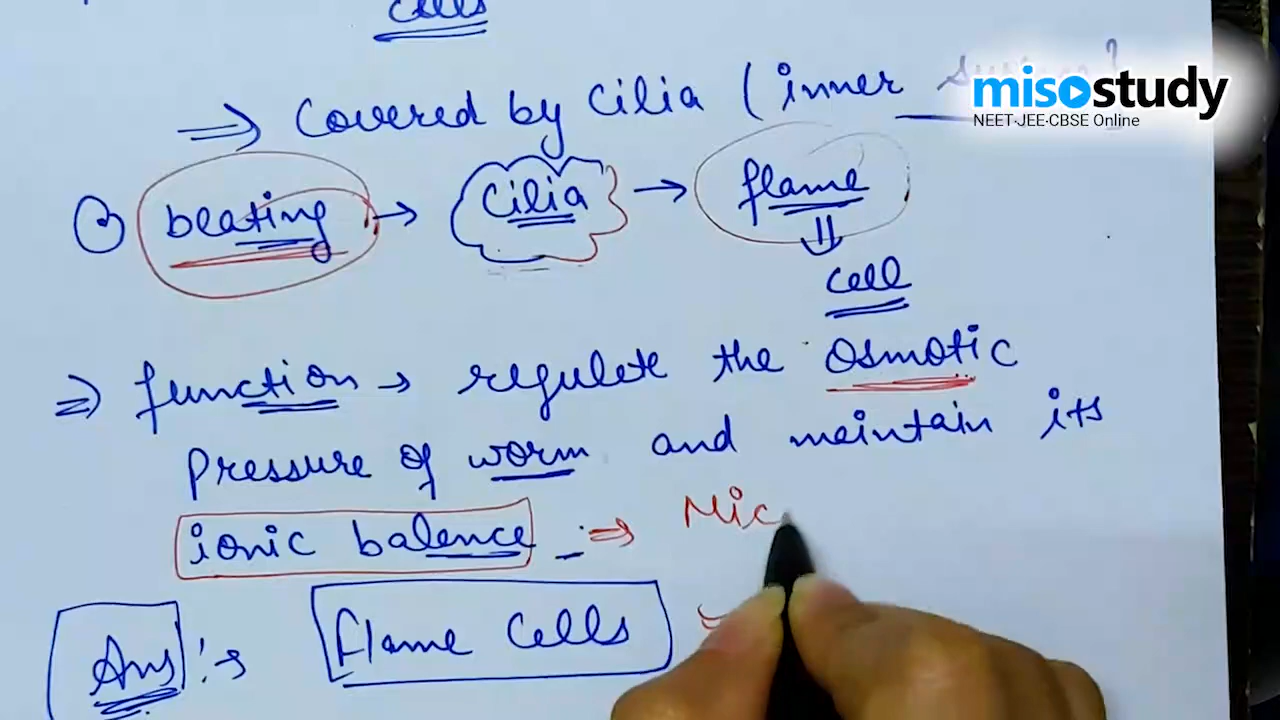 cells
⇒ Covered by Cilia (inner
beating → Cilia → flame
⇓
cell
⇒ function → regulate the osmotic
pressure of worm and maintain its
ionic balence ⇒ Mic
Ans :→ Flame Cells
misostudy
NEET-JEE-CBSE Online